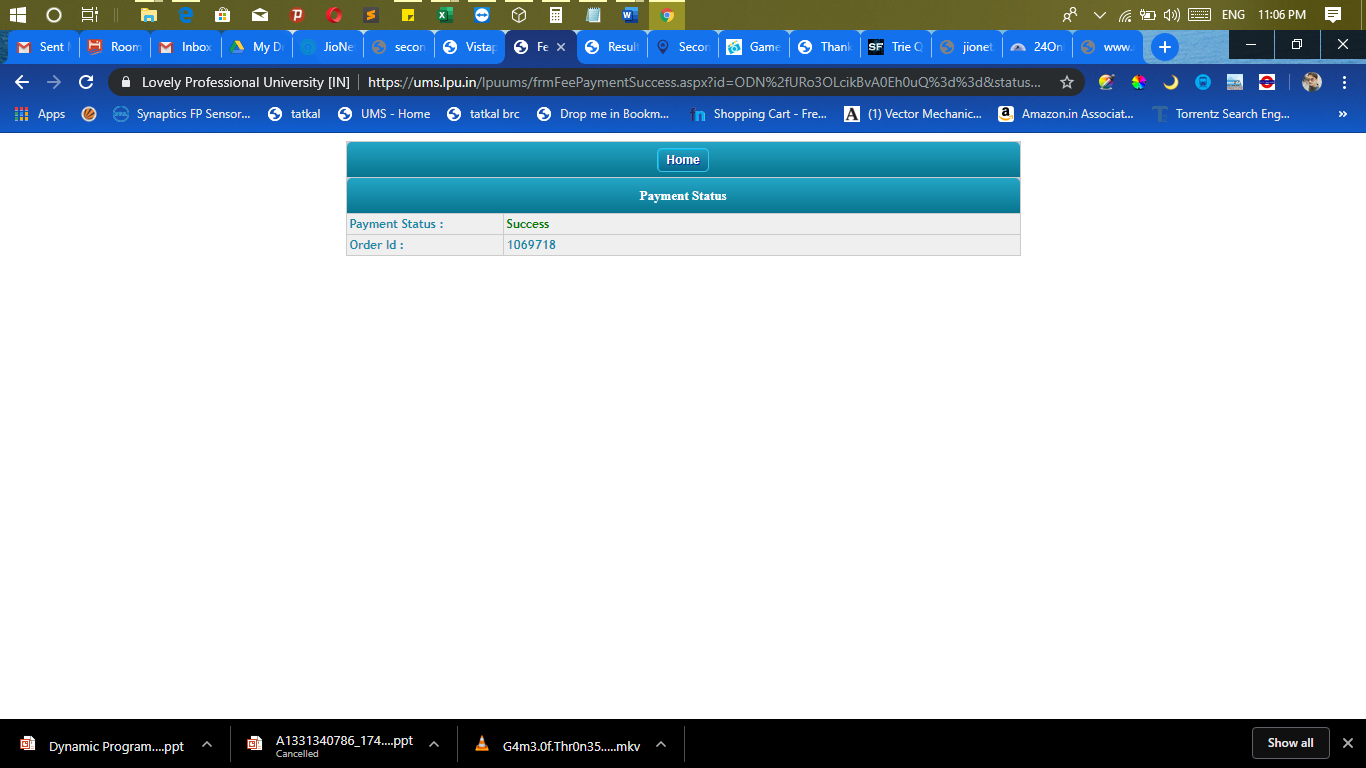 ENG 11:06 PM
Sent M Room Inbox My Dr JioNe secon Vistap Fe Result Secon Game Thank SF Trie Q jionet 24Onl www.
Lovely Professional University [IN] https://ums.lpu.in/lpuums/frmFeePaymentSuccess.aspx?id=ODN%2fURo3OLcikBvA0Eh0uQ%3d%3d&status...
Apps Synaptics FP Sensor... tatkal UMS - Home tatkal brc Drop me in Bookm... Shopping Cart - Fre... A (1) Vector Mechanic... Amazon.in Associat... Torrentz Search Eng... »
Home
Payment Status
Payment Status : Success
Order Id : 1069718
Dynamic Program....ppt A1331340786_174....ppt G4m3.0f.Thr0n35.....mkv Show all
Cancelled